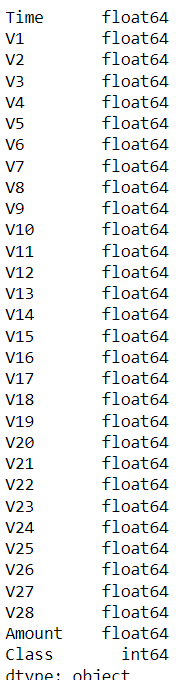 Time float64
V1 float64
V2 float64
V3 float64
V4 float64
V5 float64
V6 float64
V7 float64
V8 float64
V9 float64
V10 float64
V11 float64
V12 float64
V13 float64
V14 float64
V15 float64
V16 float64
V17 float64
V18 float64
V19 float64
V20 float64
V21 float64
V22 float64
V23 float64
V24 float64
V25 float64
V26 float64
V27 float64
V28 float64
Amount float64
Class int64
dtype: object